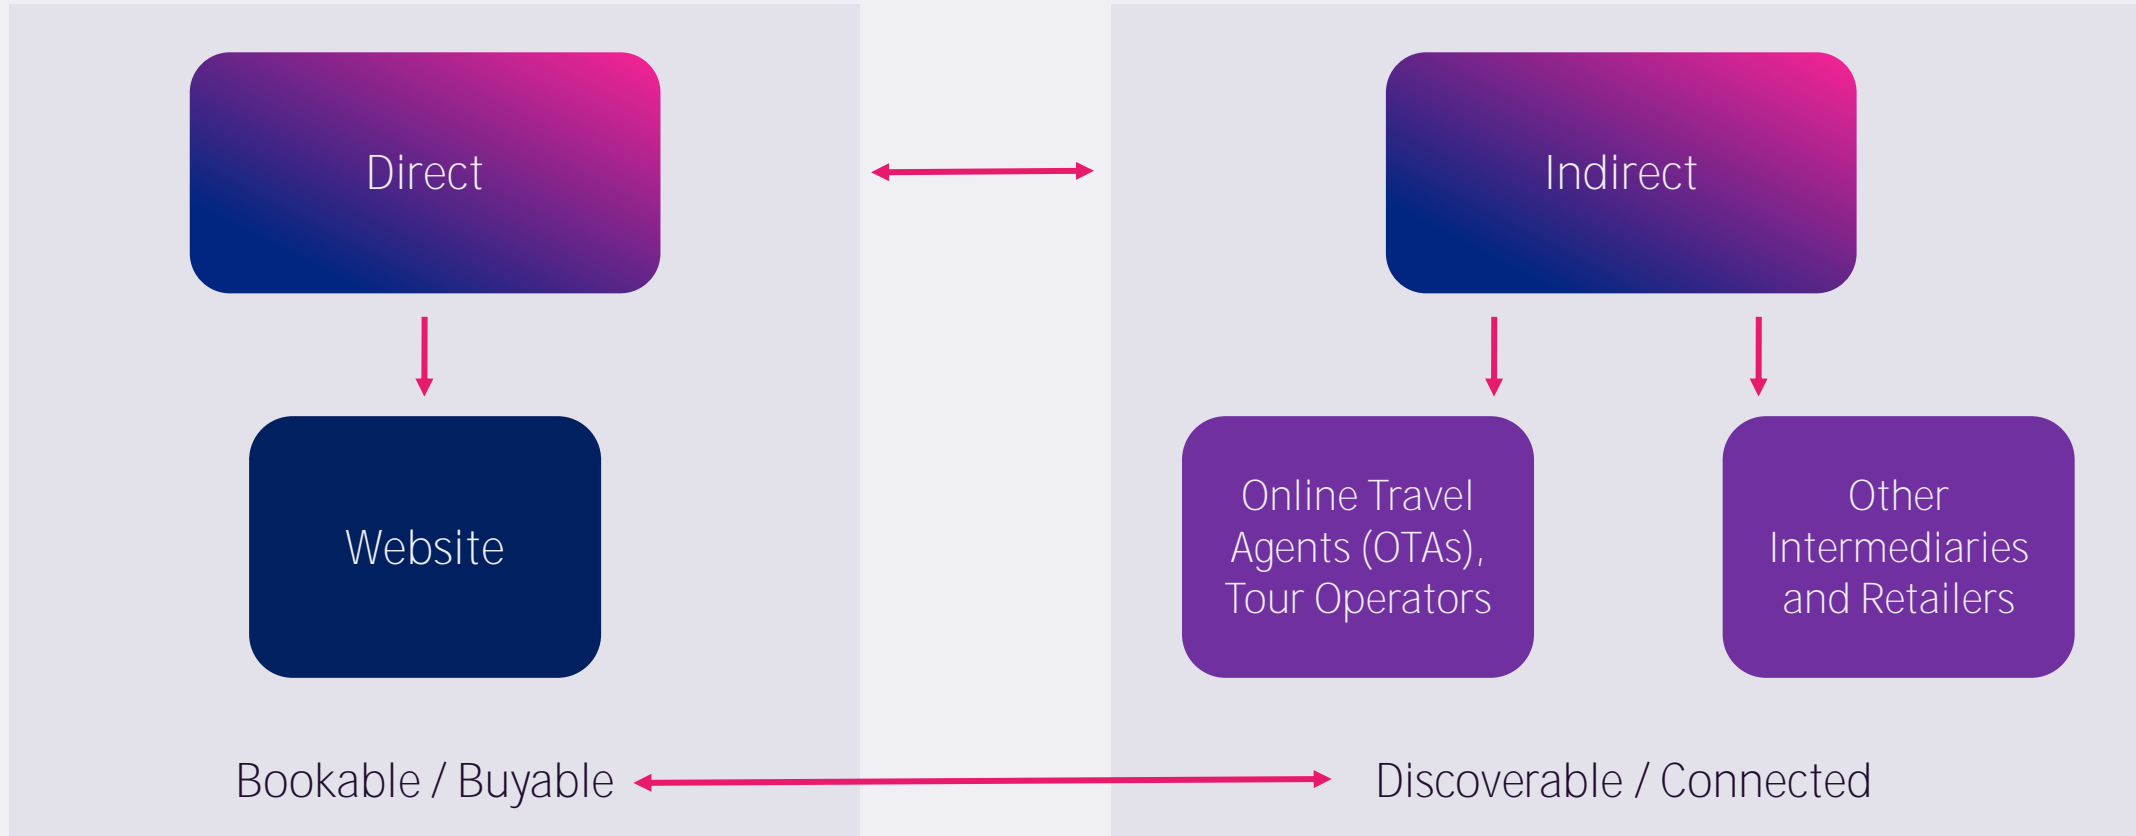 Direct
Indirect
Website
Online Travel
Agents (OTAs),
Tour Operators
Other
Intermediaries
and Retailers
Bookable / Buyable
Discoverable / Connected